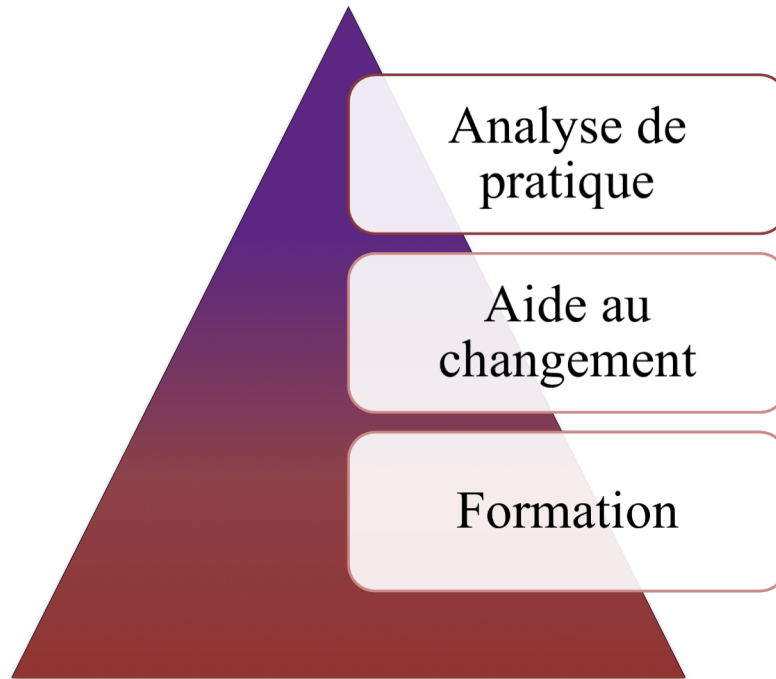 Analyse de
pratique
Aide au
changement
Formation